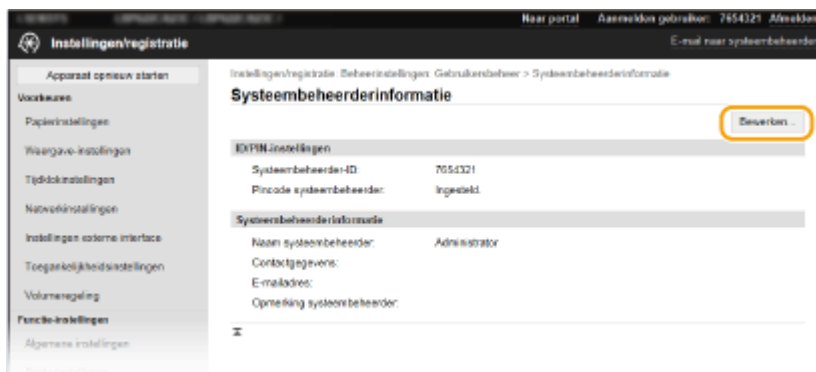 Naar portal Aanmelden gebruiker: 7654321 Afmelden
Instellingen/registratie
E-mail naar systeembeheerder
Apparaat opnieuw starten
Voorkeuren
Papierinstellingen
Weergave-instellingen
Tijdklokinstellingen
Netwerkinstellingen
Instellingen externe interface
Toegankelijkheidsinstellingen
Volumeregeling
Functie-instellingen
Algemene instellingen
Instellingen/registratie: Beheerinstellingen: Gebruikersbeheer > Systeembeheerderinformatie
Systeembeheerderinformatie
Bewerken...
ID/PIN-instellingen
Systeembeheerder-ID: 7654321
Pincode systeembeheerder: Ingesteld.
Systeembeheerderinformatie
Naam systeembeheerder: Administrator
Contactgegevens:
E-mailadres:
Opmerking systeembeheerder: